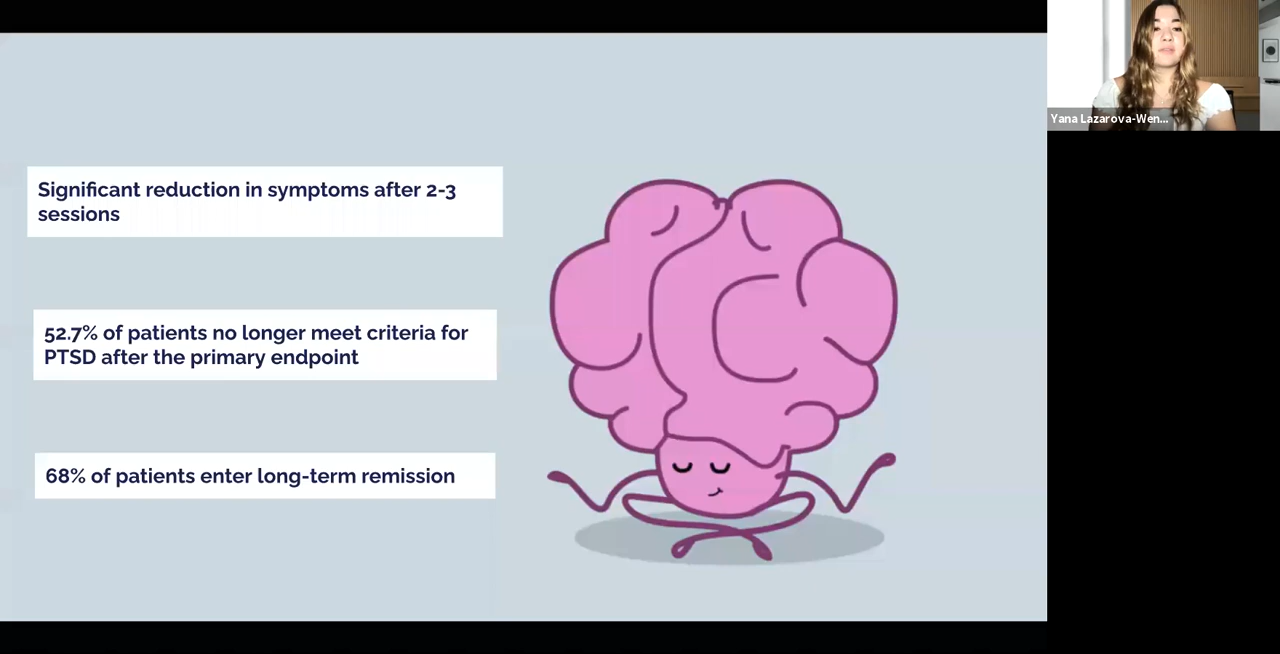 Significant reduction in symptoms after 2-3
sessions
52.7% of patients no longer meet criteria for
PTSD after the primary endpoint
68% of patients enter long-term remission
Yana Lazarova-Wen...